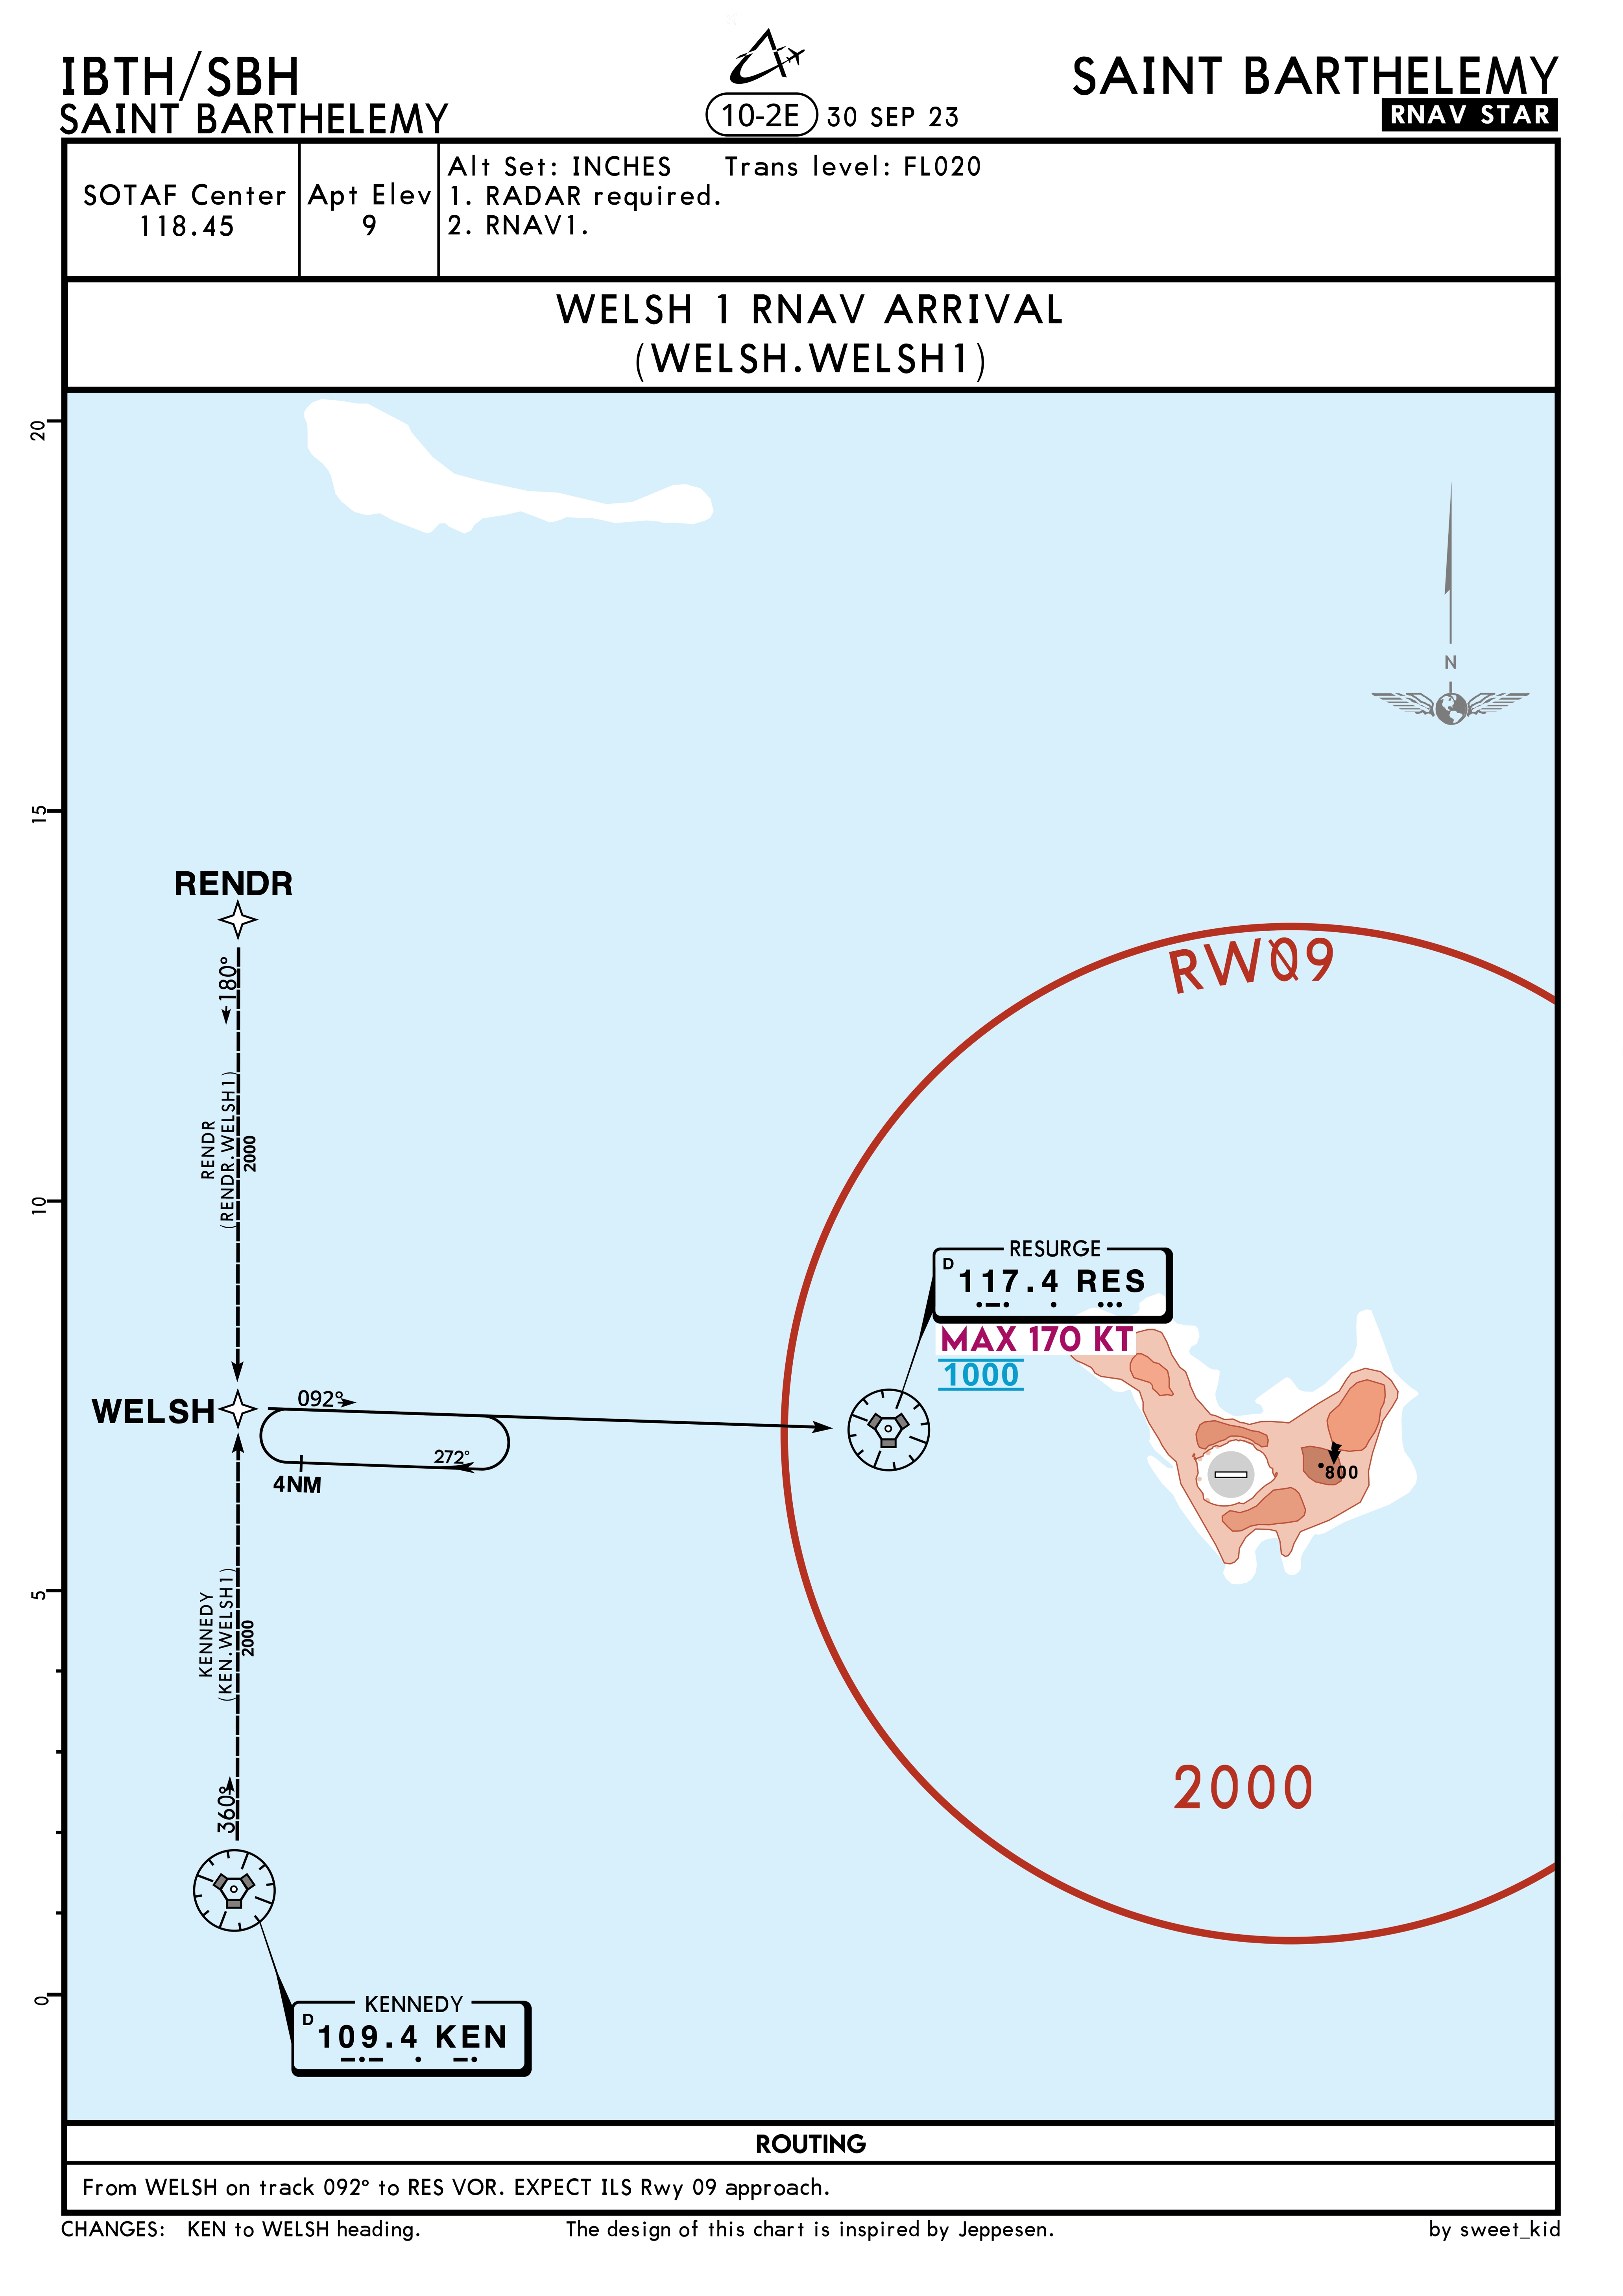 IBTH/SBH
SAINT BARTHELEMY
10-2E 30 SEP 23
SAINT BARTHELEMY
RNAV STAR
SOTAF Center
118.45
Apt Elev
9
Alt Set: INCHES Trans level: FL020
1. RADAR required.
2. RNAV1.
WELSH 1 RNAV ARRIVAL
(WELSH.WELSH1)
20
15
10
5
0
N
RENDR
180°
RENDR
(RENDR.WELSH1)
2000
RW09
RESURGE
D 117.4 RES
MAX 170 KT
1000
WELSH
092°
272°
4NM
800
KENNEDY
(KEN.WELSH1)
2000
360°
2000
KENNEDY
D 109.4 KEN
ROUTING
From WELSH on track 092° to RES VOR. EXPECT ILS Rwy 09 approach.
CHANGES: KEN to WELSH heading. The design of this chart is inspired by Jeppesen. by sweet_kid